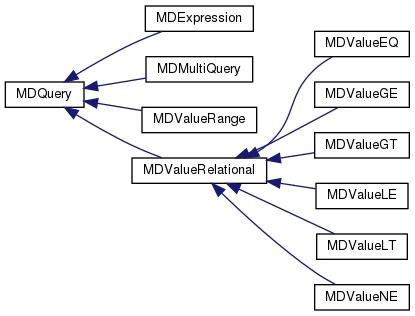 MDExpression
MDValueEQ
MDMultiQuery
MDQuery
MDValueGE
MDValueRange
MDValueGT
MDValueRelational
MDValueLE
MDValueLT
MDValueNE